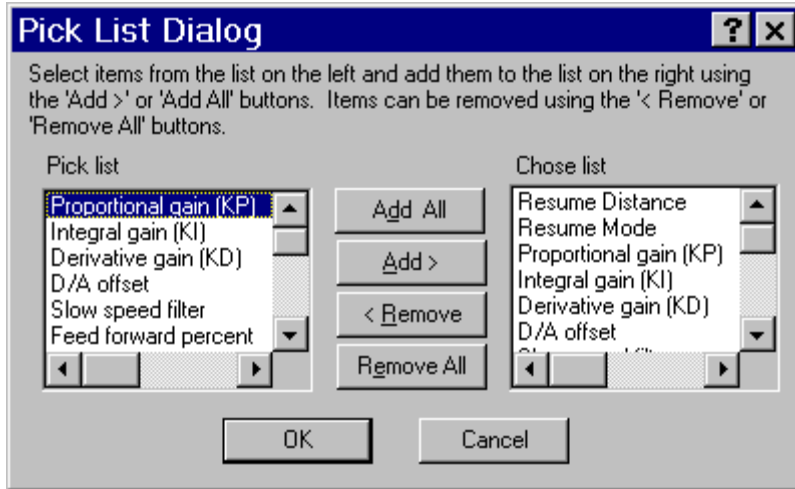 Pick List Dialog
Select items from the list on the left and add them to the list on the right using
the 'Add >' or 'Add All' buttons.  Items can be removed using the '< Remove' or
'Remove All' buttons.
Pick list
Proportional gain (KP)
Integral gain (KI)
Derivative gain (KD)
D/A offset
Slow speed filter
Feed forward percent
Add All
Add >
< Remove
Remove All
Chose list
Resume Distance
Resume Mode
Proportional gain (KP)
Integral gain (KI)
Derivative gain (KD)
D/A offset
OK
Cancel